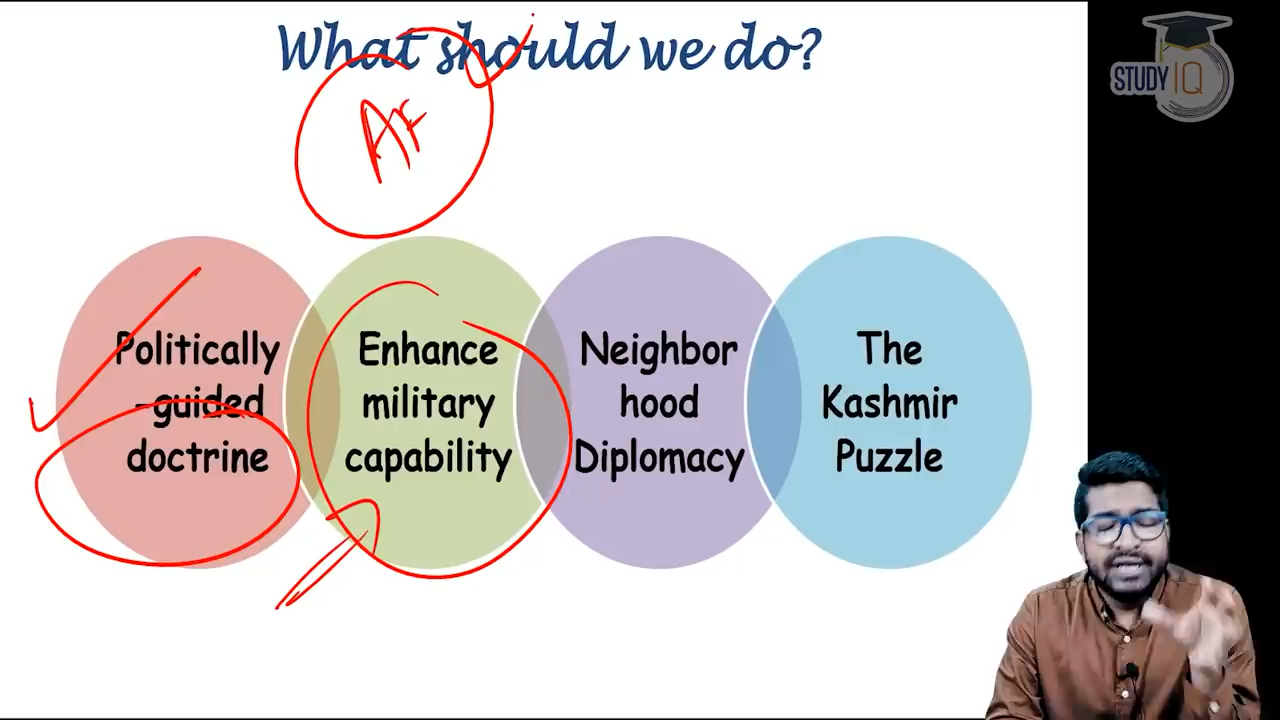 What should we do?
STUDY IQ
AF
Politically
-guided
doctrine
Enhance
military
capability
Neighbor
hood
Diplomacy
The
Kashmir
Puzzle